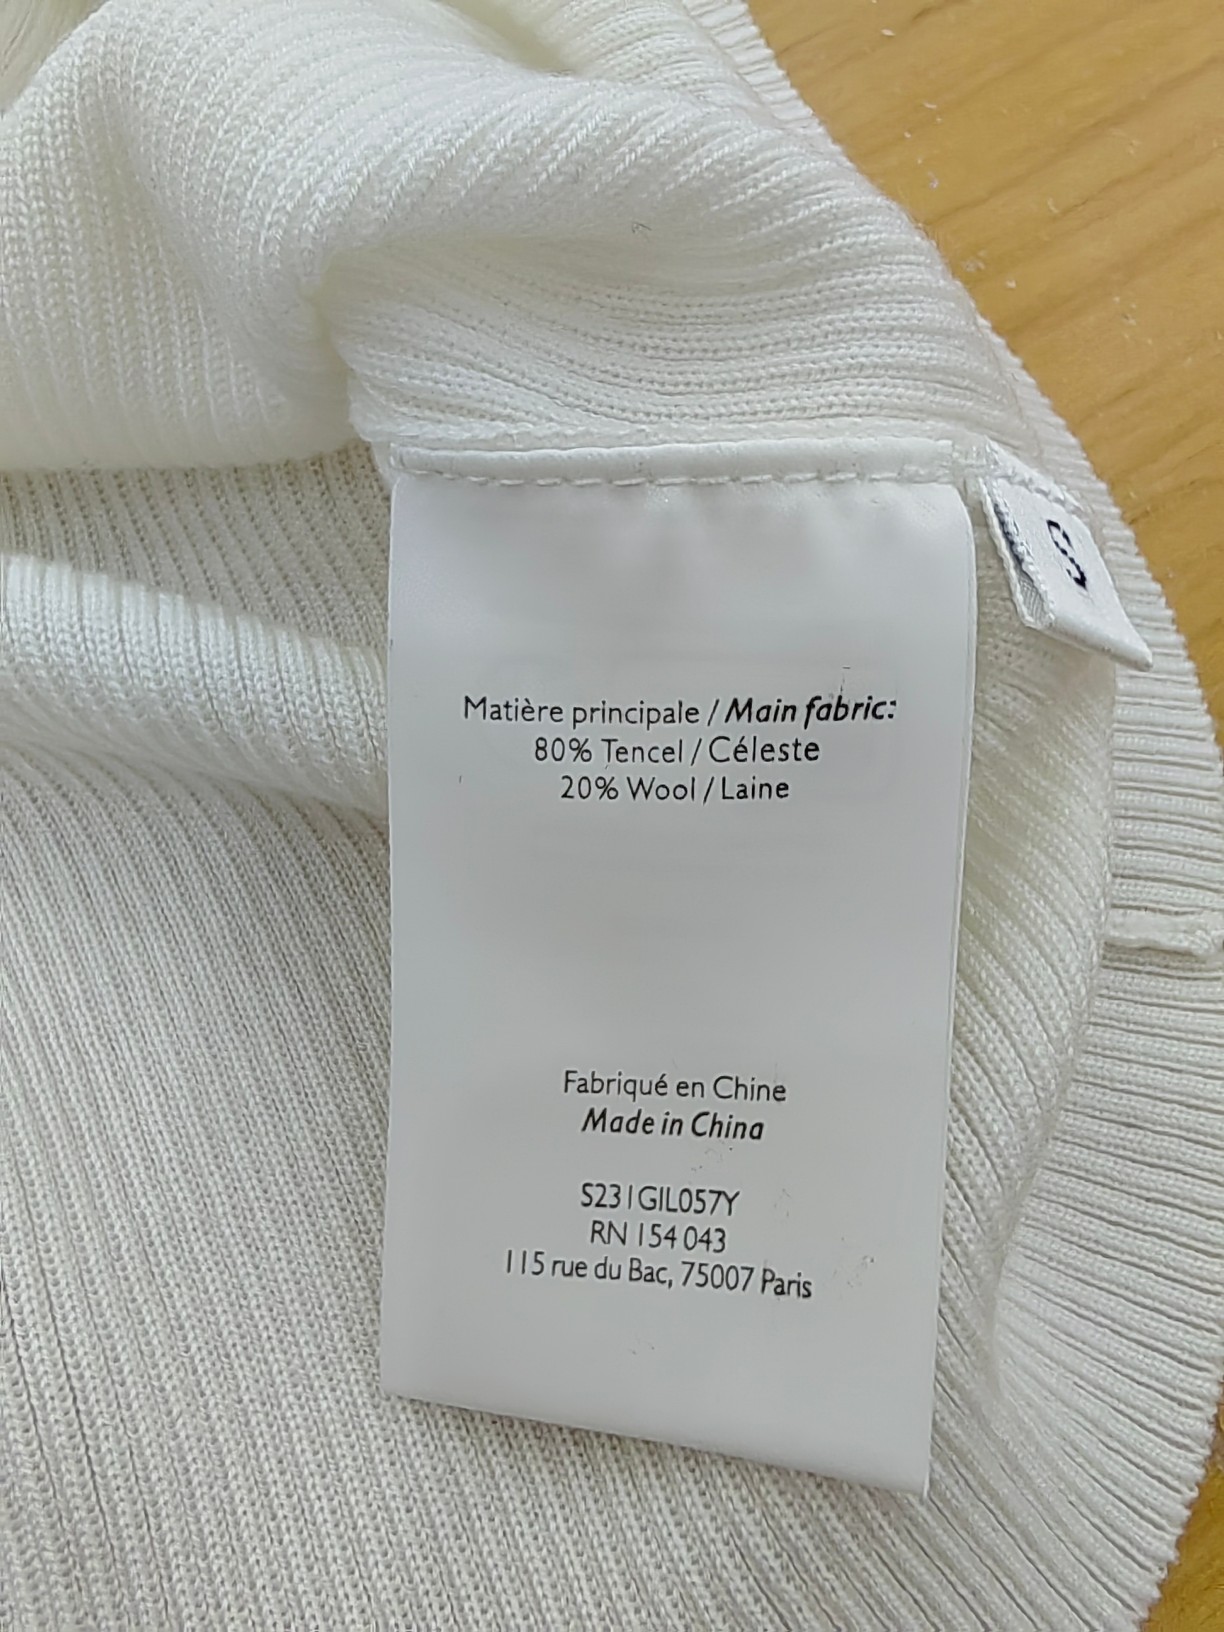 S
Matière principale / Main fabric:
80% Tencel / Céleste
20% Wool / Laine
Fabriqué en Chine
Made in China
S231GIL057Y
RN 154 043
115 rue du Bac, 75007 Paris